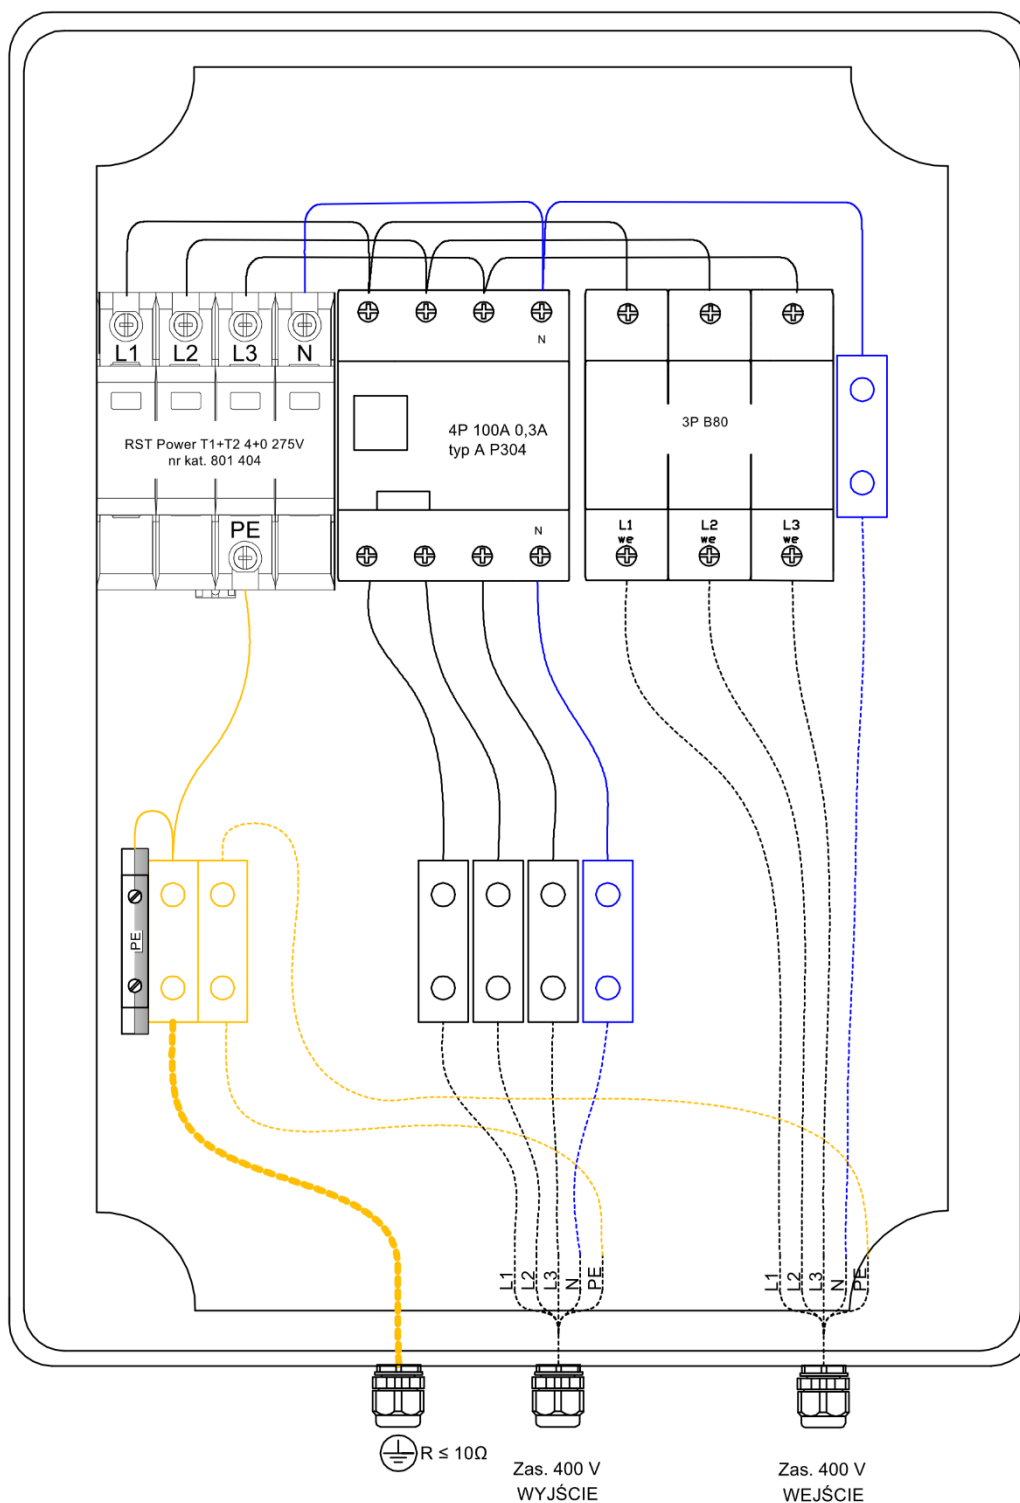 L1 L2 L3 N
N
RST Power T1+T2 4+0 275V
nr kat. 801 404
4P 100A 0,3A
typ A P304
3P B80
PE
N
L1 L2 L3
we we we
PE
L1 L2 L3 N PE
L1 L2 L3 N PE
R ≤ 10Ω
Zas. 400 V
WYJŚCIE
Zas. 400 V
WEJŚCIE